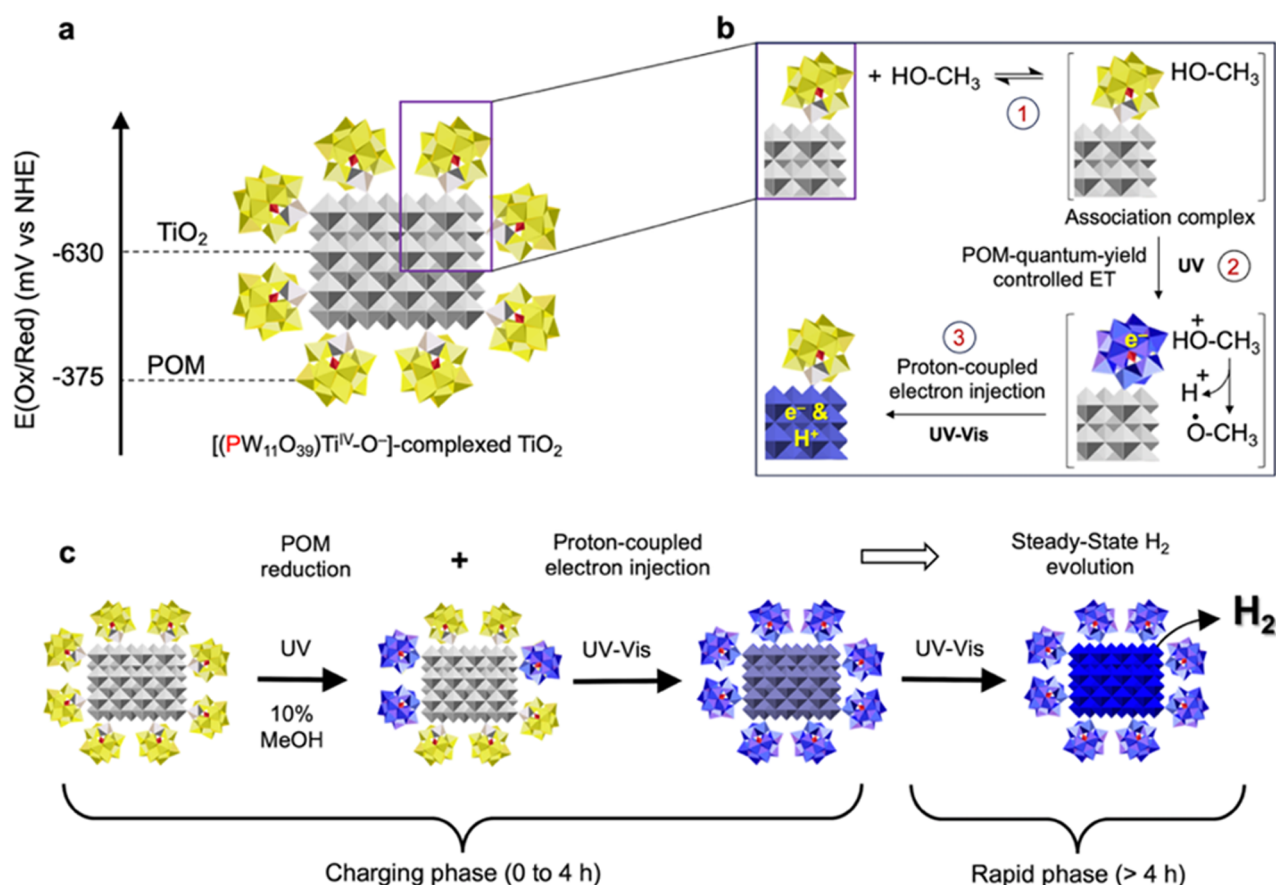 a
E(Ox/Red) (mV vs NHE)
TiO₂
-630
POM
-375
[(PW₁₁O₃₉)Tiᴵⱽ-O⁻]-complexed TiO₂
b
+ HO-CH₃
1
HO-CH₃
Association complex
POM-quantum-yield
controlled ET
UV
2
3
Proton-coupled
electron injection
UV-Vis
e⁻ &
H⁺
e⁻
+
HO-CH₃
H⁺
•
O-CH₃
c
POM
reduction
+
Proton-coupled
electron injection
Steady-State H₂
evolution
UV
10%
MeOH
UV-Vis
UV-Vis
H₂
Charging phase (0 to 4 h)
Rapid phase (> 4 h)